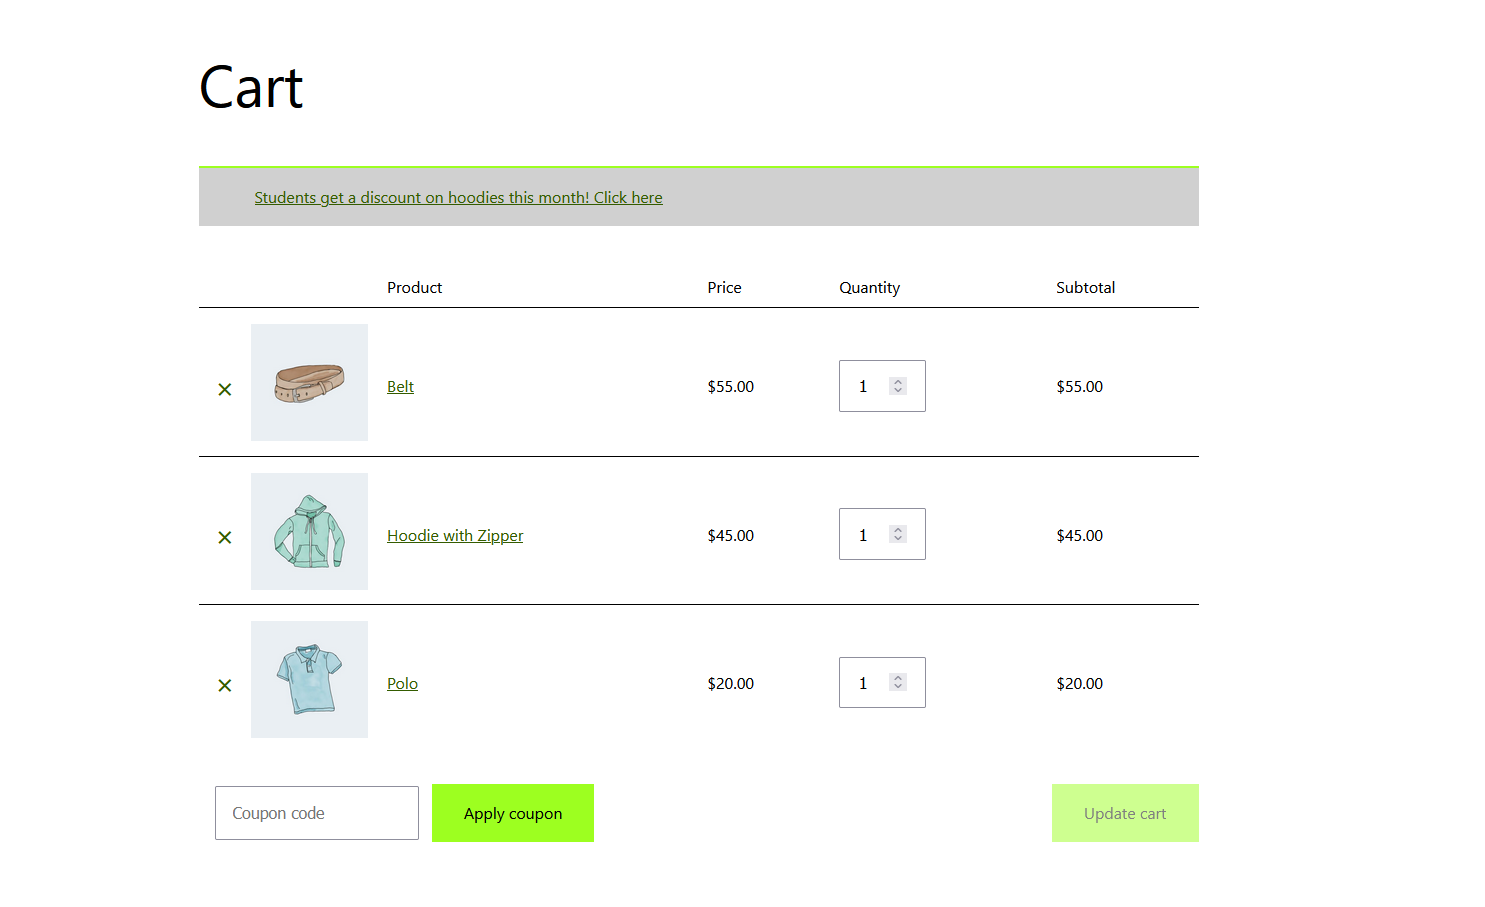 Cart
Students get a discount on hoodies this month! Click here
Product Price Quantity Subtotal
Belt $55.00 1 $55.00
Hoodie with Zipper $45.00 1 $45.00
Polo $20.00 1 $20.00
Coupon code Apply coupon Update cart